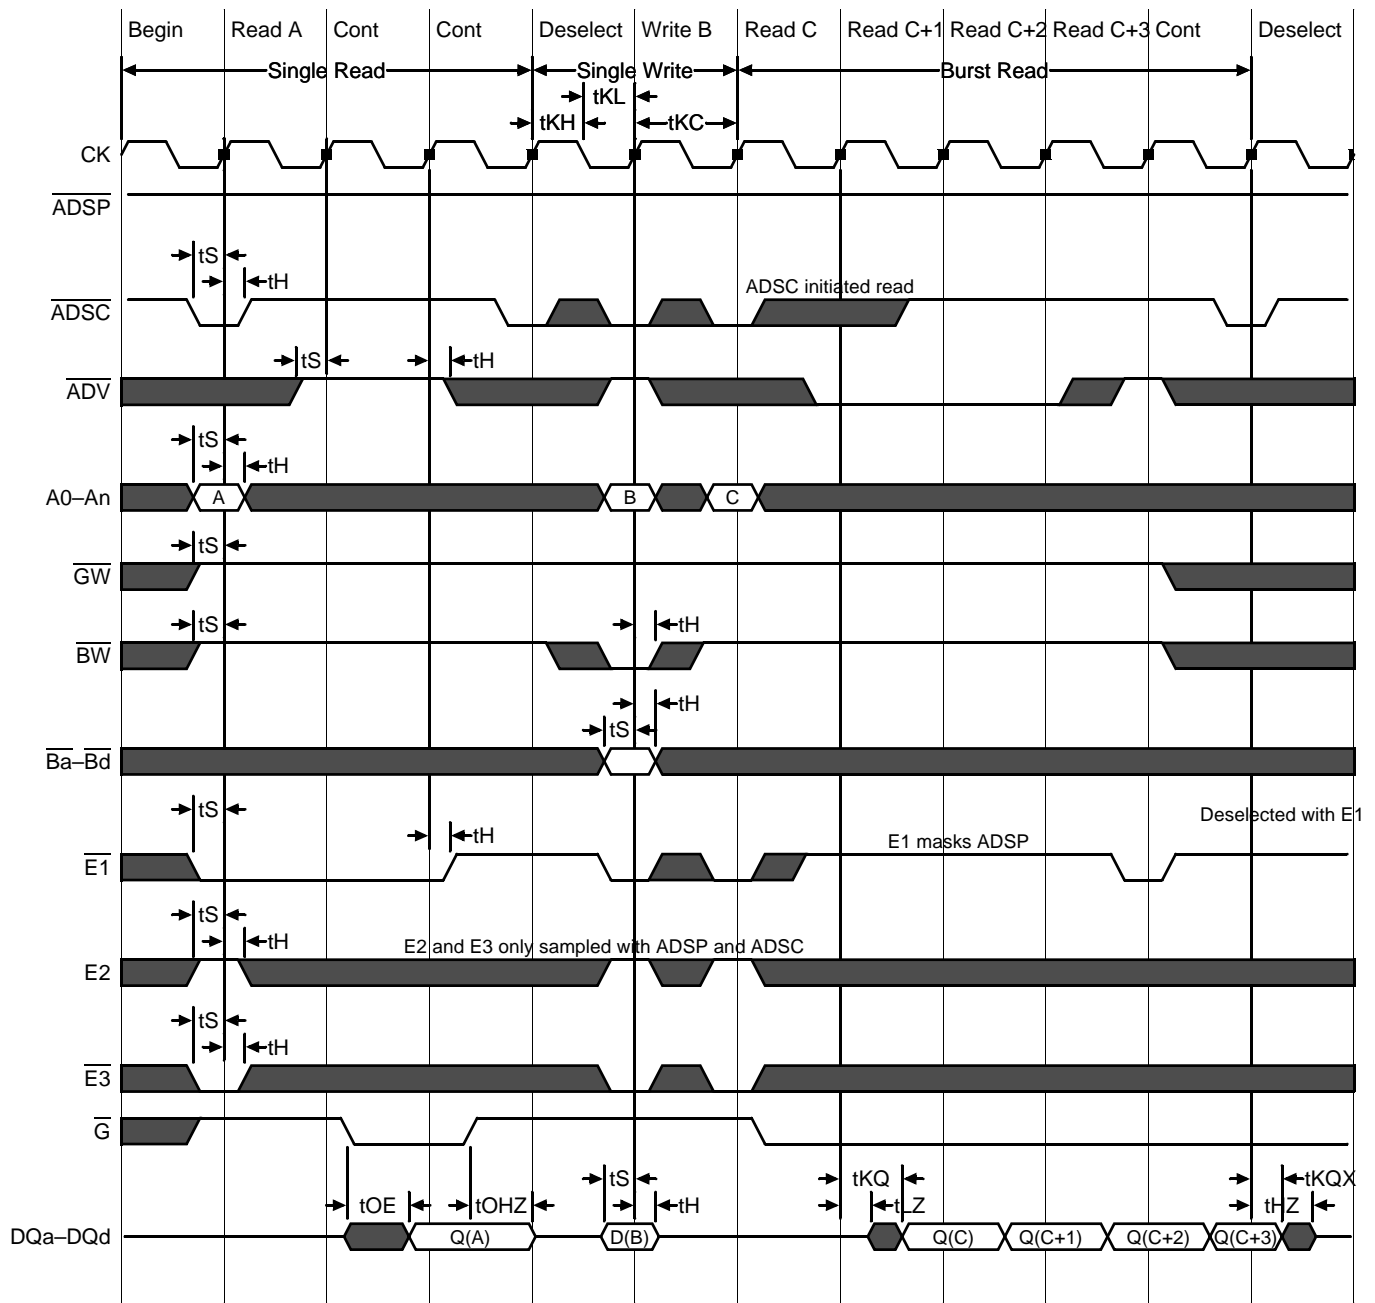 Begin Read A Cont Cont Deselect Write B Read C Read C+1 Read C+2 Read C+3 Cont Deselect
Single Read Single Write Burst Read
tKL
tKH tKC
CK
ADSP
tS
tH
ADSC initiated read
ADSC
tS tH
ADV
tS
tH
A0–An A B C
tS
GW
tS tH
BW
tH
tS
Ba–Bd
tS Deselected with E1
tH E1 masks ADSP
E1
tS
tH E2 and E3 only sampled with ADSP and ADSC
E2
tS
tH
E3
G
tS tKQ tKQX
tOE tOHZ tH tLZ tHZ
DQa–DQd Q(A) D(B) Q(C) Q(C+1) Q(C+2) Q(C+3)